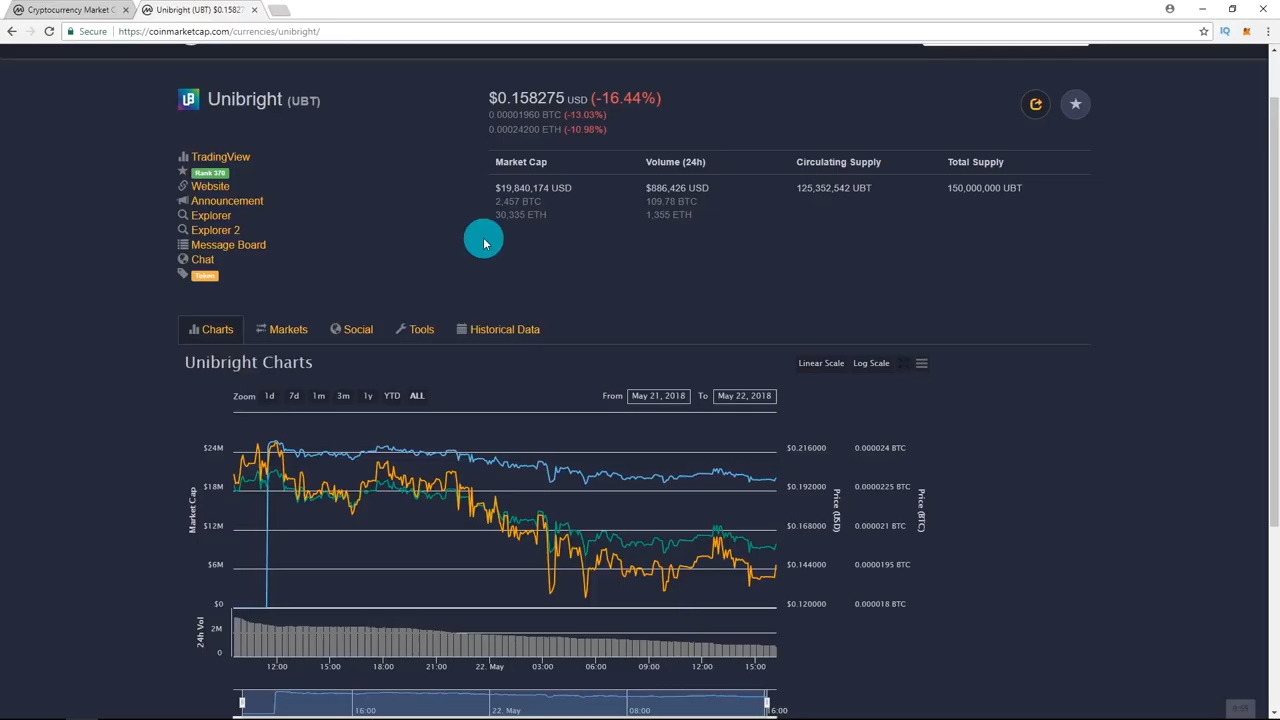 Cryptocurrency Market C
Unibright (UBT) $0.15827
Secure https://coinmarketcap.com/currencies/unibright/
IQ
UB Unibright (UBT)
$0.158275 USD (-16.44%)
0.00001960 BTC (-13.03%)
0.00024200 ETH (-10.98%)
TradingView
Rank 370
Website
Announcement
Explorer
Explorer 2
Message Board
Chat
Token
Market Cap Volume (24h) Circulating Supply Total Supply
$19,840,174 USD $886,426 USD 125,352,542 UBT 150,000,000 UBT
2,457 BTC 109.78 BTC
30,335 ETH 1,355 ETH
Charts Markets Social Tools Historical Data
Unibright Charts
Linear Scale Log Scale
Zoom 1d 7d 1m 3m 1y YTD ALL From May 21, 2018 To May 22, 2018
$24M $0.216000 0.000024 BTC
$18M $0.192000 0.0000225 BTC
$12M $0.168000 0.000021 BTC
$6M $0.144000 0.0000195 BTC
$0 $0.120000 0.000018 BTC
Market Cap
Price (USD)
Price (BTC)
24h Vol
2M
0
12:00 15:00 18:00 21:00 22. May 03:00 06:00 09:00 12:00 15:00
16:00 22. May 08:00 6:00